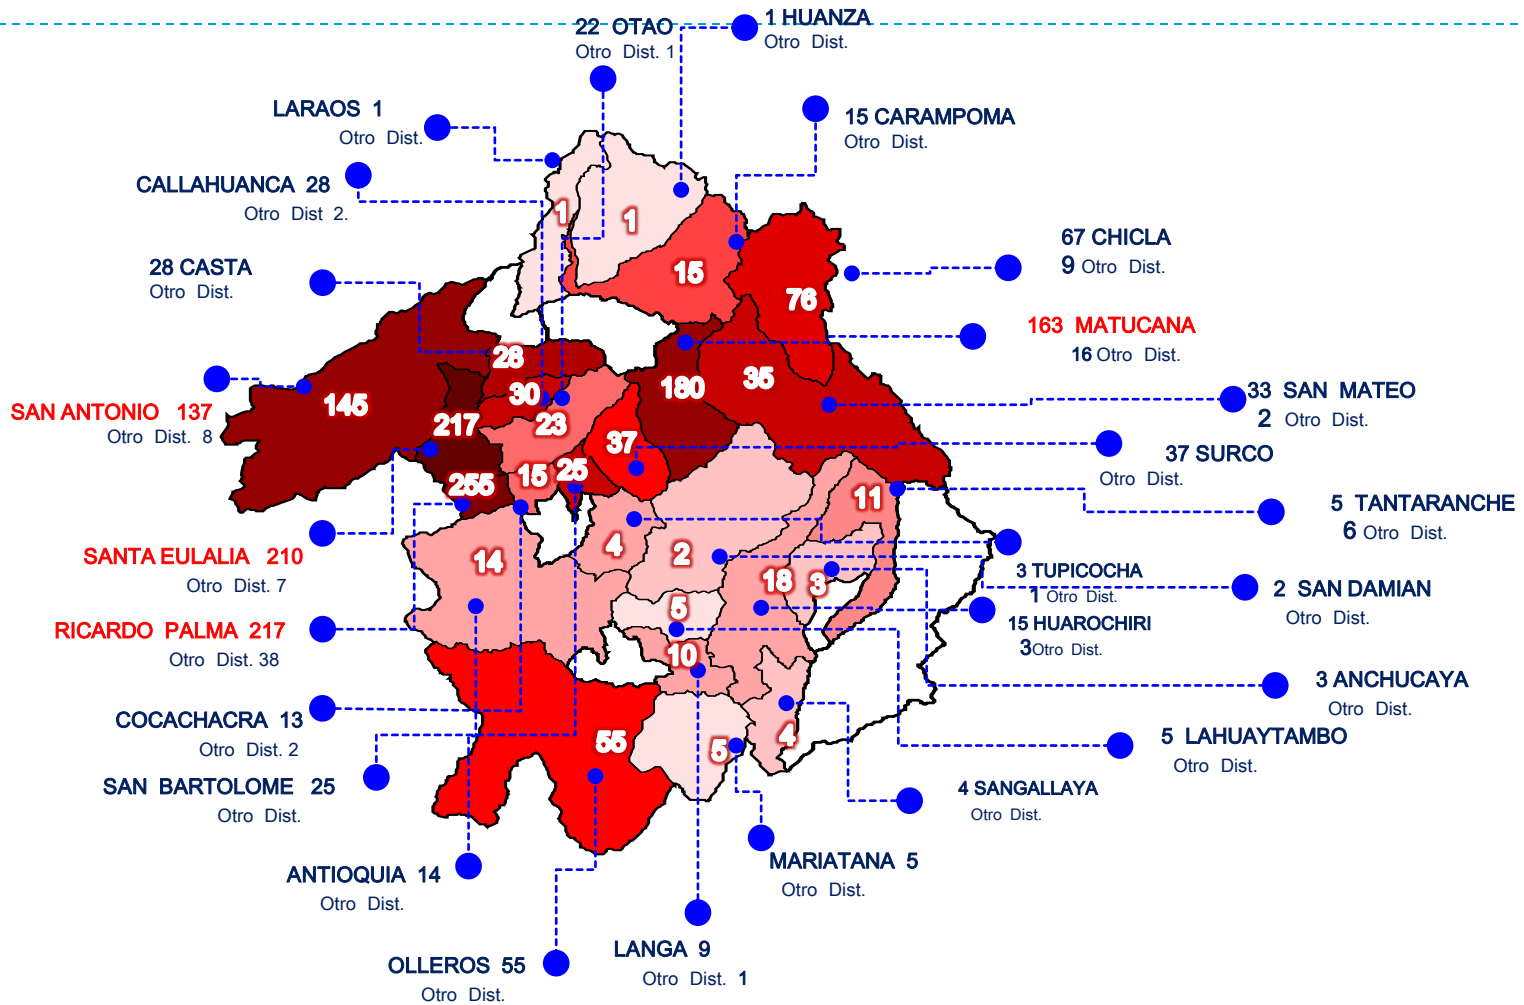 1 HUANZA
Otro Dist.
22 OTAO
Otro Dist. 1
LARAOS 1
Otro Dist.
15 CARAMPOMA
Otro Dist.
CALLAHUANCA 28
Otro Dist 2.
67 CHICLA
9 Otro Dist.
28 CASTA
Otro Dist.
163 MATUCANA
16 Otro Dist.
SAN ANTONIO 137
Otro Dist. 8
33 SAN MATEO
2 Otro Dist.
37 SURCO
Otro Dist.
5 TANTARANCHE
6 Otro Dist.
SANTA EULALIA 210
Otro Dist. 7
3 TUPICOCHA
1 Otro Dist.
2 SAN DAMIAN
Otro Dist.
RICARDO PALMA 217
Otro Dist. 38
15 HUAROCHIRI
3 Otro Dist.
3 ANCHUCAYA
Otro Dist.
COCACHACRA 13
Otro Dist. 2
5 LAHUAYTAMBO
Otro Dist.
SAN BARTOLOME 25
Otro Dist.
4 SANGALLAYA
Otro Dist.
MARIATANA 5
Otro Dist.
ANTIOQUIA 14
Otro Dist.
LANGA 9
Otro Dist. 1
OLLEROS 55
Otro Dist.
1
1
15
76
28
30
145
180
35
217
23
37
15
25
255
11
14
4
2
18
3
5
10
55
5
4